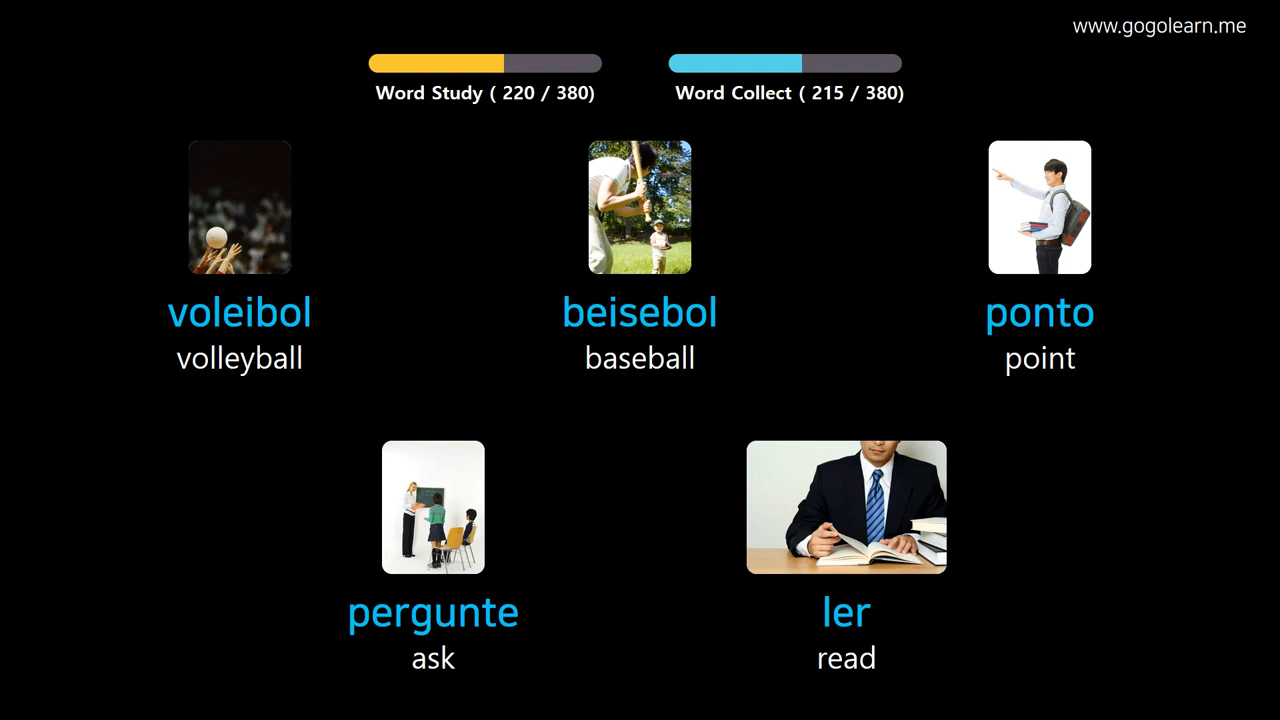 www.gogolearn.me
Word Study ( 220 / 380)
Word Collect ( 215 / 380)
voleibol
volleyball
beisebol
baseball
ponto
point
pergunte
ask
ler
read